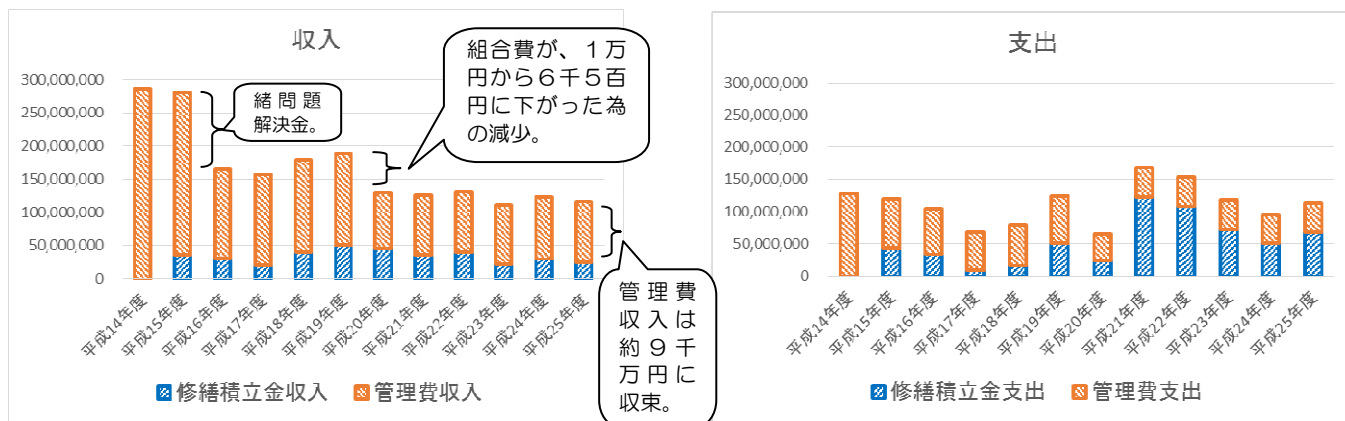 収入
300,000,000
250,000,000
200,000,000
150,000,000
100,000,000
50,000,000
0
平成14年度
平成15年度
平成16年度
平成17年度
平成18年度
平成19年度
平成20年度
平成21年度
平成22年度
平成23年度
平成24年度
平成25年度
修繕積立金収入
管理費収入
緒問題
解決金。
組合費が、１万
円から６千５百
円に下がった為
の減少。
管理費
収入は
約９千
万円に
収束。
支出
300,000,000
250,000,000
200,000,000
150,000,000
100,000,000
50,000,000
0
平成14年度
平成15年度
平成16年度
平成17年度
平成18年度
平成19年度
平成20年度
平成21年度
平成22年度
平成23年度
平成24年度
平成25年度
修繕積立金支出
管理費支出